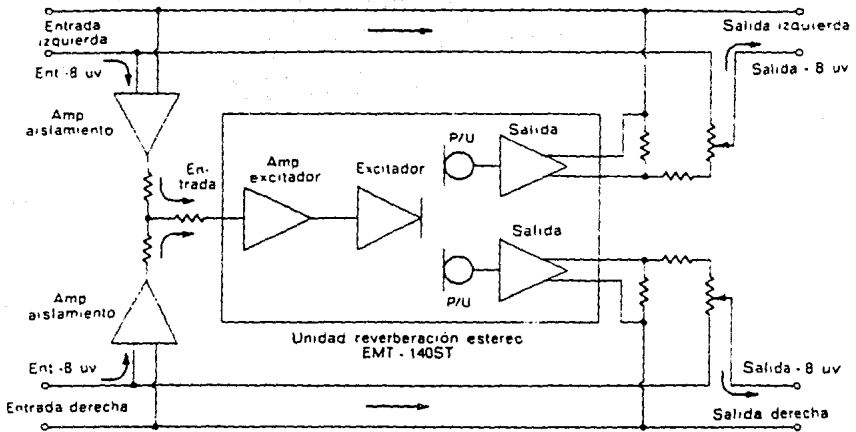 Entrada
izquierda
Ent -8 uv
Amp
aislamiento
En-
trada
Amp
excitador
Excitador
P/U
Salida
Salida izquierda
Salida - 8 uv
Salida
P/U
Amp
aislamiento
Unidad reverberación estereo
EMT - 140ST
Ent -8 uv
Entrada derecha
Salida - 8 uv
Salida derecha